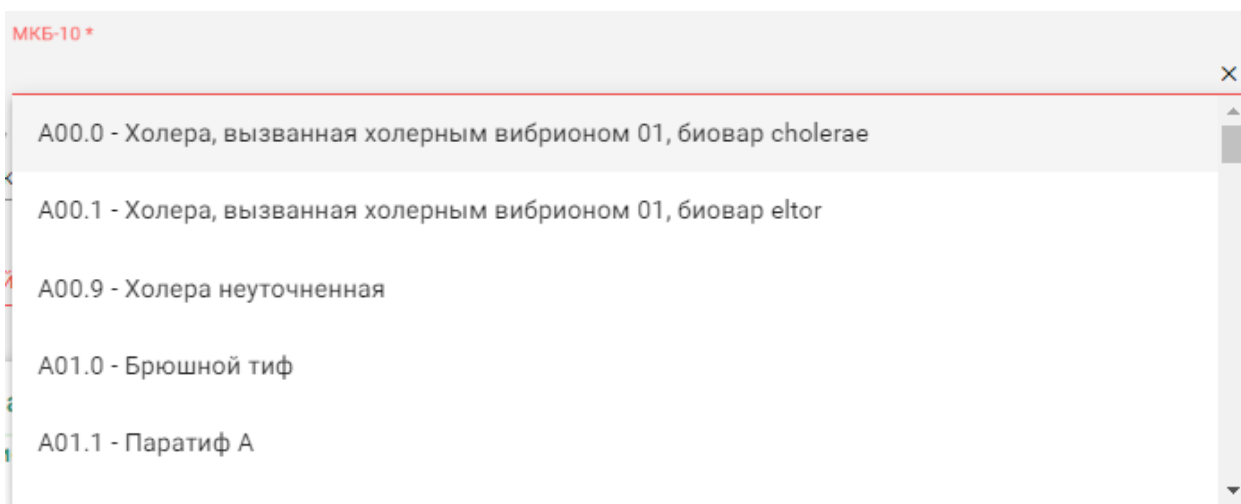 МКБ-10 *
A00.0 - Холера, вызванная холерным вибрионом 01, биовар cholerae
A00.1 - Холера, вызванная холерным вибрионом 01, биовар eltor
A00.9 - Холера неуточненная
A01.0 - Брюшной тиф
A01.1 - Паратиф A